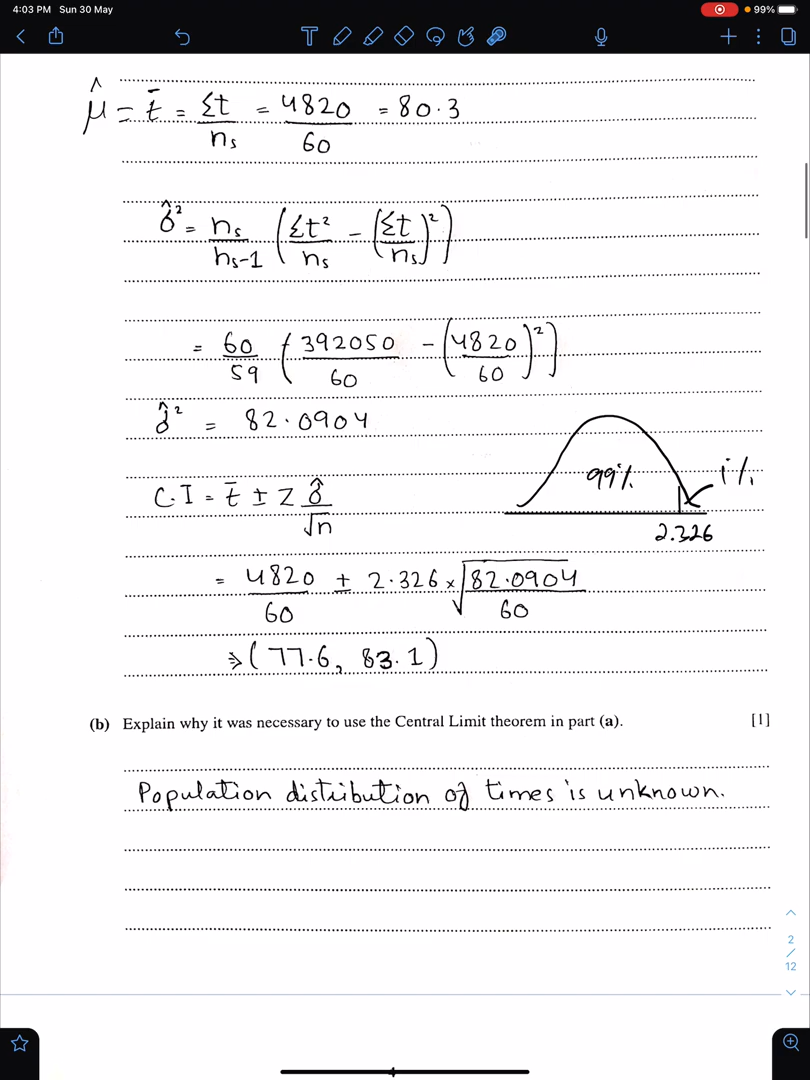 4:03 PM Sun 30 May
99%
μ̂ = t̄ = Σt/nₛ = 4820/60 = 80.3
σ̂² = nₛ/(nₛ-1) (Σt²/nₛ - (Σt/nₛ)²)
= 60/59 (392050/60 - (4820/60)²)
σ̂² = 82.0904
99% 1%
2.326
C.I = t̄ ± Z σ̂/√n
= 4820/60 ± 2.326 × √(82.0904/60)
⇒ (77.6, 83.1)
(b) Explain why it was necessary to use the Central Limit theorem in part (a). [1]
Population distribution of times is unknown.
2
/
12